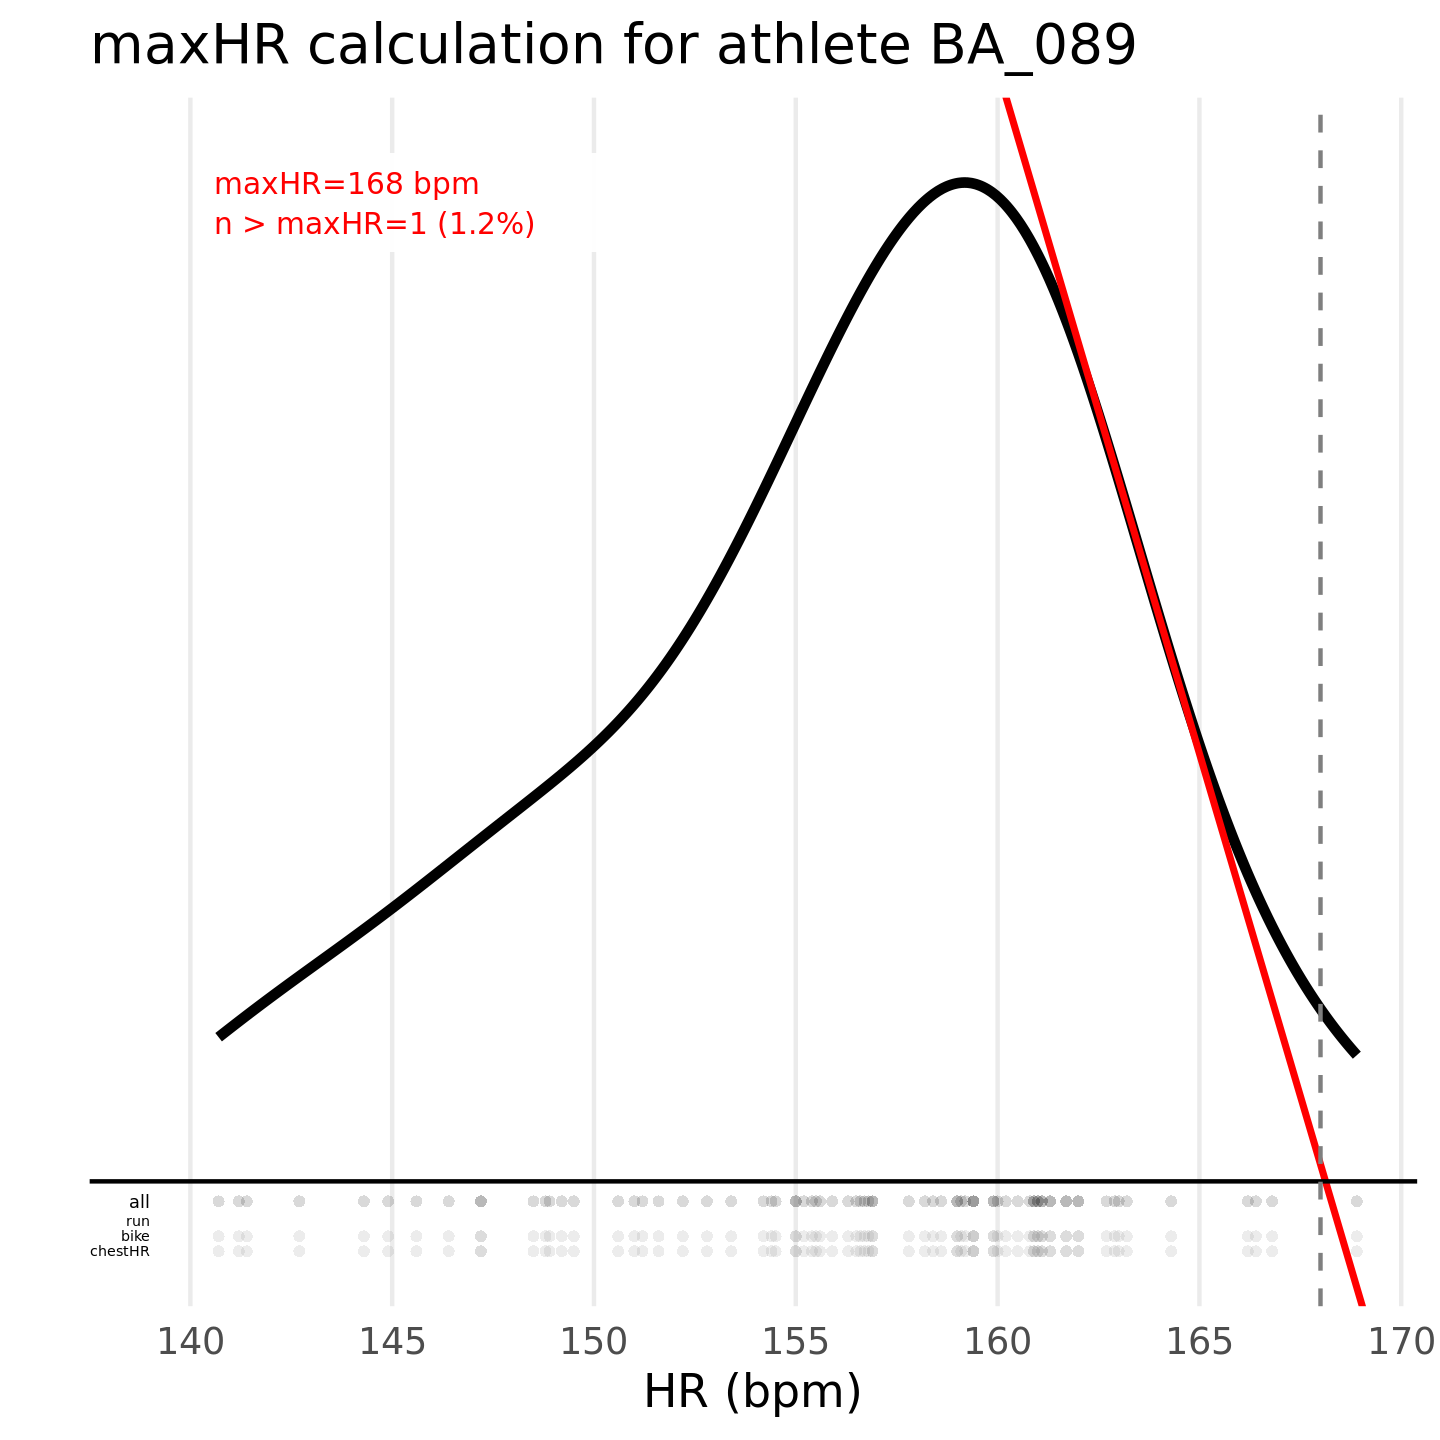 maxHR calculation for athlete BA_089
maxHR=168 bpm
n > maxHR=1 (1.2%)
all
run
bike
chestHR
140 145 150 155 160 165 170
HR (bpm)